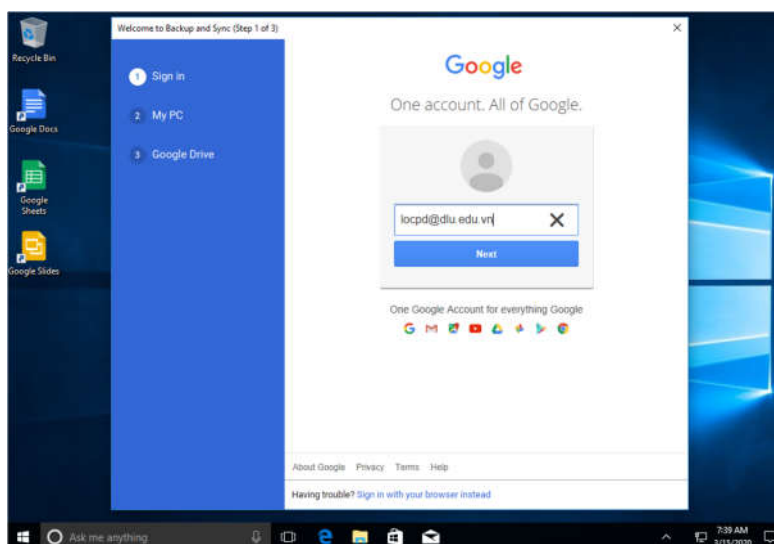 Welcome to Backup and Sync (Step 1 of 3)
Recycle Bin
Google Docs
Google
Sheets
Google Slides
1 Sign in
2 My PC
3 Google Drive
Google
One account. All of Google.
locpd@dlu.edu.vn
Next
One Google Account for everything Google
About Google Privacy Terms Help
Having trouble? Sign in with your browser instead
Ask me anything
7:39 AM
3/15/2020